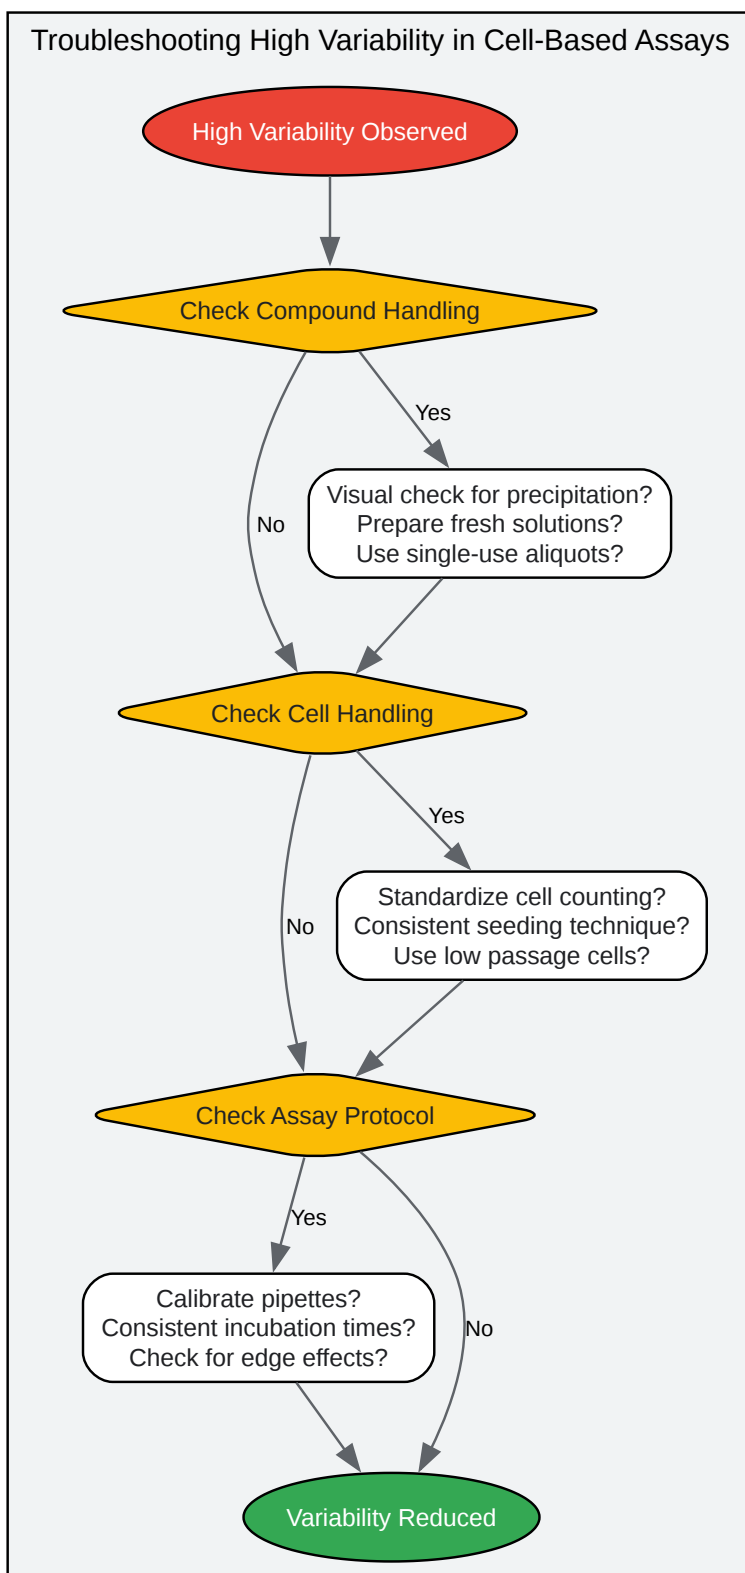 Troubleshooting High Variability in Cell-Based Assays
High Variability Observed
Check Compound Handling
Yes
Visual check for precipitation?
Prepare fresh solutions?
Use single-use aliquots?
No
Check Cell Handling
Yes
Standardize cell counting?
Consistent seeding technique?
Use low passage cells?
No
Check Assay Protocol
Yes
Calibrate pipettes?
Consistent incubation times?
Check for edge effects?
No
Variability Reduced